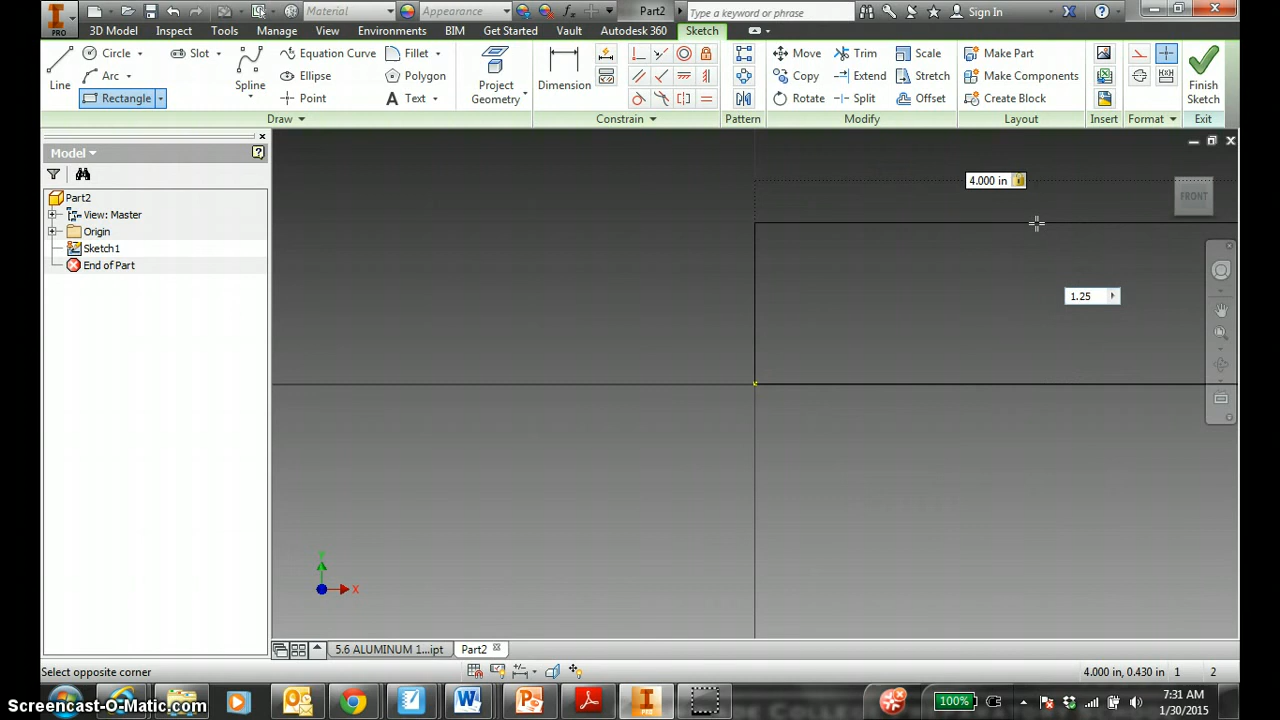 Material
Appearance
Part2
Type a keyword or phrase
Sign In
PRO
3D Model
Inspect
Tools
Manage
View
Environments
BIM
Get Started
Vault
Autodesk 360
Sketch
Line
Circle
Arc
Rectangle
Slot
Spline
Equation Curve
Ellipse
Point
Fillet
Polygon
Text
Project
Geometry
Dimension
Move
Copy
Rotate
Trim
Extend
Split
Scale
Stretch
Offset
Make Part
Make Components
Create Block
Finish
Sketch
Draw
Constrain
Pattern
Modify
Layout
Insert
Format
Exit
Model
Part2
View: Master
Origin
Sketch1
End of Part
4.000 in
FRONT
1.25
Y
X
5.6 ALUMINUM 1...ipt
Part2
Select opposite corner
4.000 in, 0.430 in
1
2
100%
7:31 AM
1/30/2015
Screencast-O-Matic.com